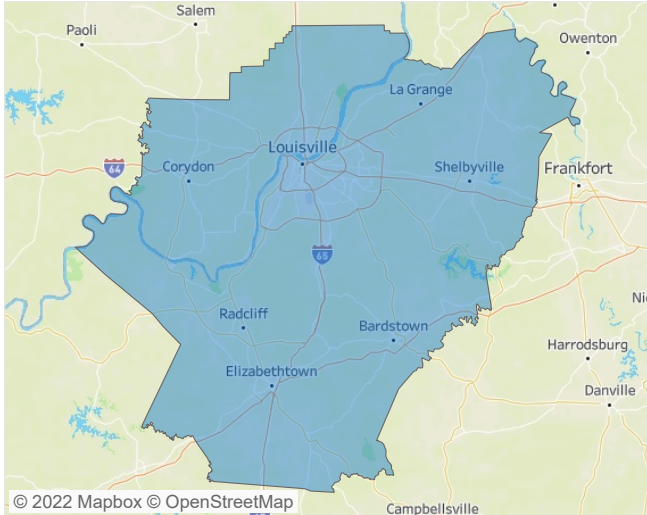 Salem
Paoli
Owenton
La Grange
Louisville
64
Corydon
Shelbyville
Frankfort
65
Radcliff
Bardstown
Harrodsburg
Elizabethtown
Danville
© 2022 Mapbox © OpenStreetMap
Campbellsville